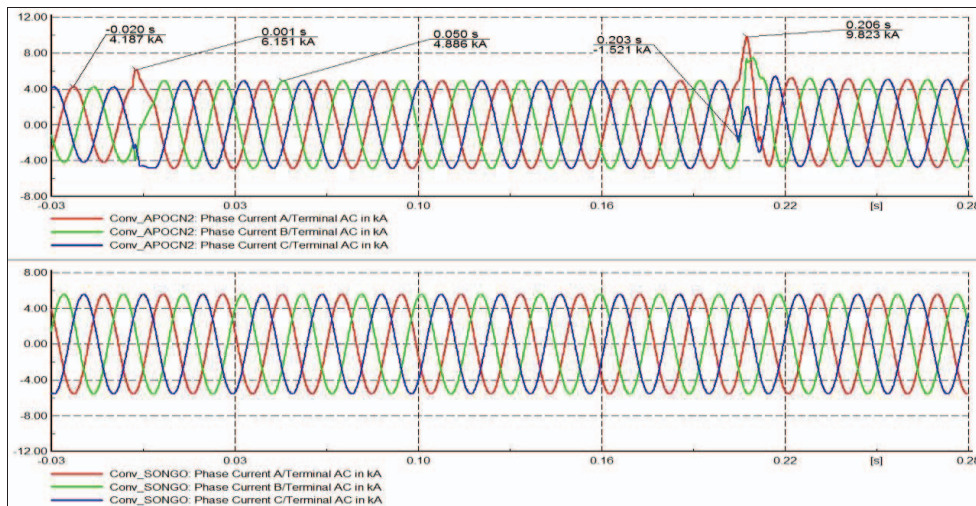 12.00
-0.020 s
4.187 kA
0.001 s
6.151 kA
0.050 s
4.886 kA
0.203 s
-1.521 kA
0.206 s
9.823 kA
8.00
4.00
0.00
-4.00
-8.00
-0.03 0.03 0.10 0.16 0.22 [s] 0.28
Conv_APOCN2: Phase Current A/Terminal AC in kA
Conv_APOCN2: Phase Current B/Terminal AC in kA
Conv_APOCN2: Phase Current C/Terminal AC in kA
8.00
4.00
0.00
-4.00
-8.00
-12.00
-0.03 0.03 0.10 0.16 0.22 [s] 0.28
Conv_SONGO: Phase Current A/Terminal AC in kA
Conv_SONGO: Phase Current B/Terminal AC in kA
Conv_SONGO: Phase Current C/Terminal AC in kA